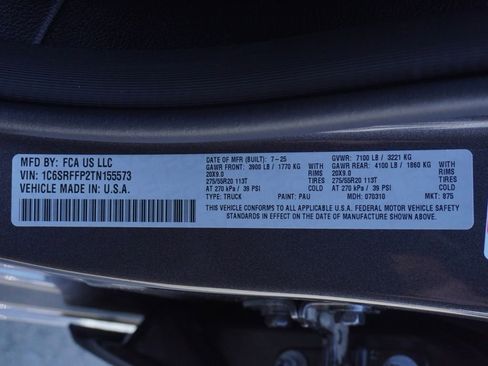 MFD BY: FCA US LLC
VIN: 1C6SRFFP2TN155573
VEHICLE MADE IN U.S.A.
DATE OF MFR (BUILT): 7-25
GAWR FRONT: 3900 LB / 1770 KG
20X9.0 RIMS
275/55R20 113T TIRES
AT 270 kPa / 39 PSI
TYPE: TRUCK PAINT: PAU
GVWR: 7100 LB / 3221 KG
GAWR REAR: 4100 LB / 1860 KG
20X9.0 RIMS
275/55R20 113T TIRES
AT 270 kPa / 39 PSI
MDH: 070310 MKT: 875
THIS VEHICLE CONFORMS TO ALL APPLICABLE U.S.A. FEDERAL MOTOR VEHICLE SAFETY
STANDARDS IN EFFECT ON THE DATE OF MANUFACTURE SHOWN ABOVE.